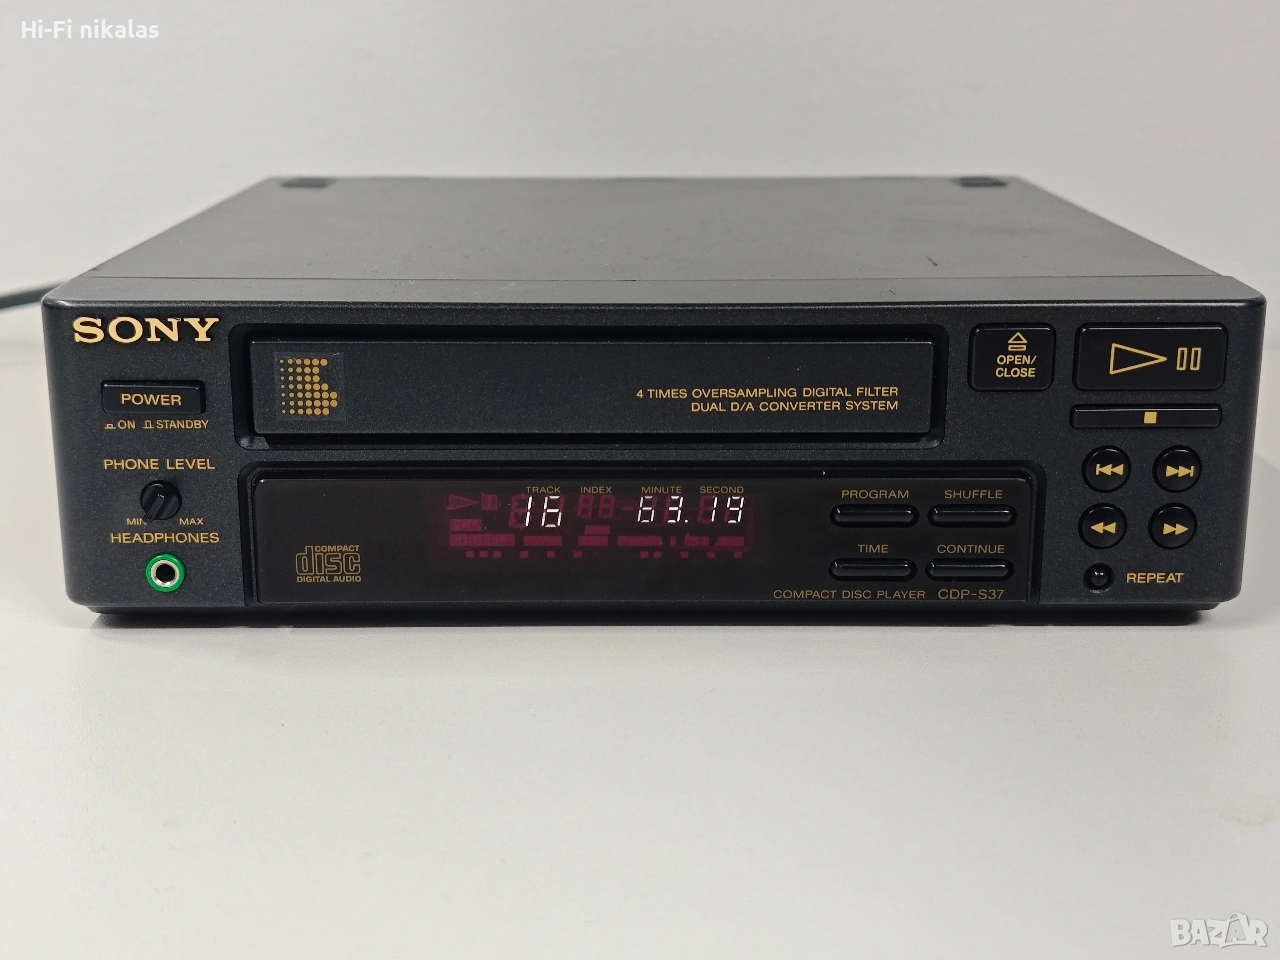 Hi-Fi nikalas
SONY
POWER
ON STANDBY
PHONE LEVEL
MIN MAX
HEADPHONES
4 TIMES OVERSAMPLING DIGITAL FILTER
DUAL D/A CONVERTER SYSTEM
OPEN/
CLOSE
TRACK INDEX MINUTE SECOND
16 63.19
COMPACT
disc
DIGITAL AUDIO
PROGRAM SHUFFLE
TIME CONTINUE
COMPACT DISC PLAYER CDP-S37
REPEAT
BAZAR